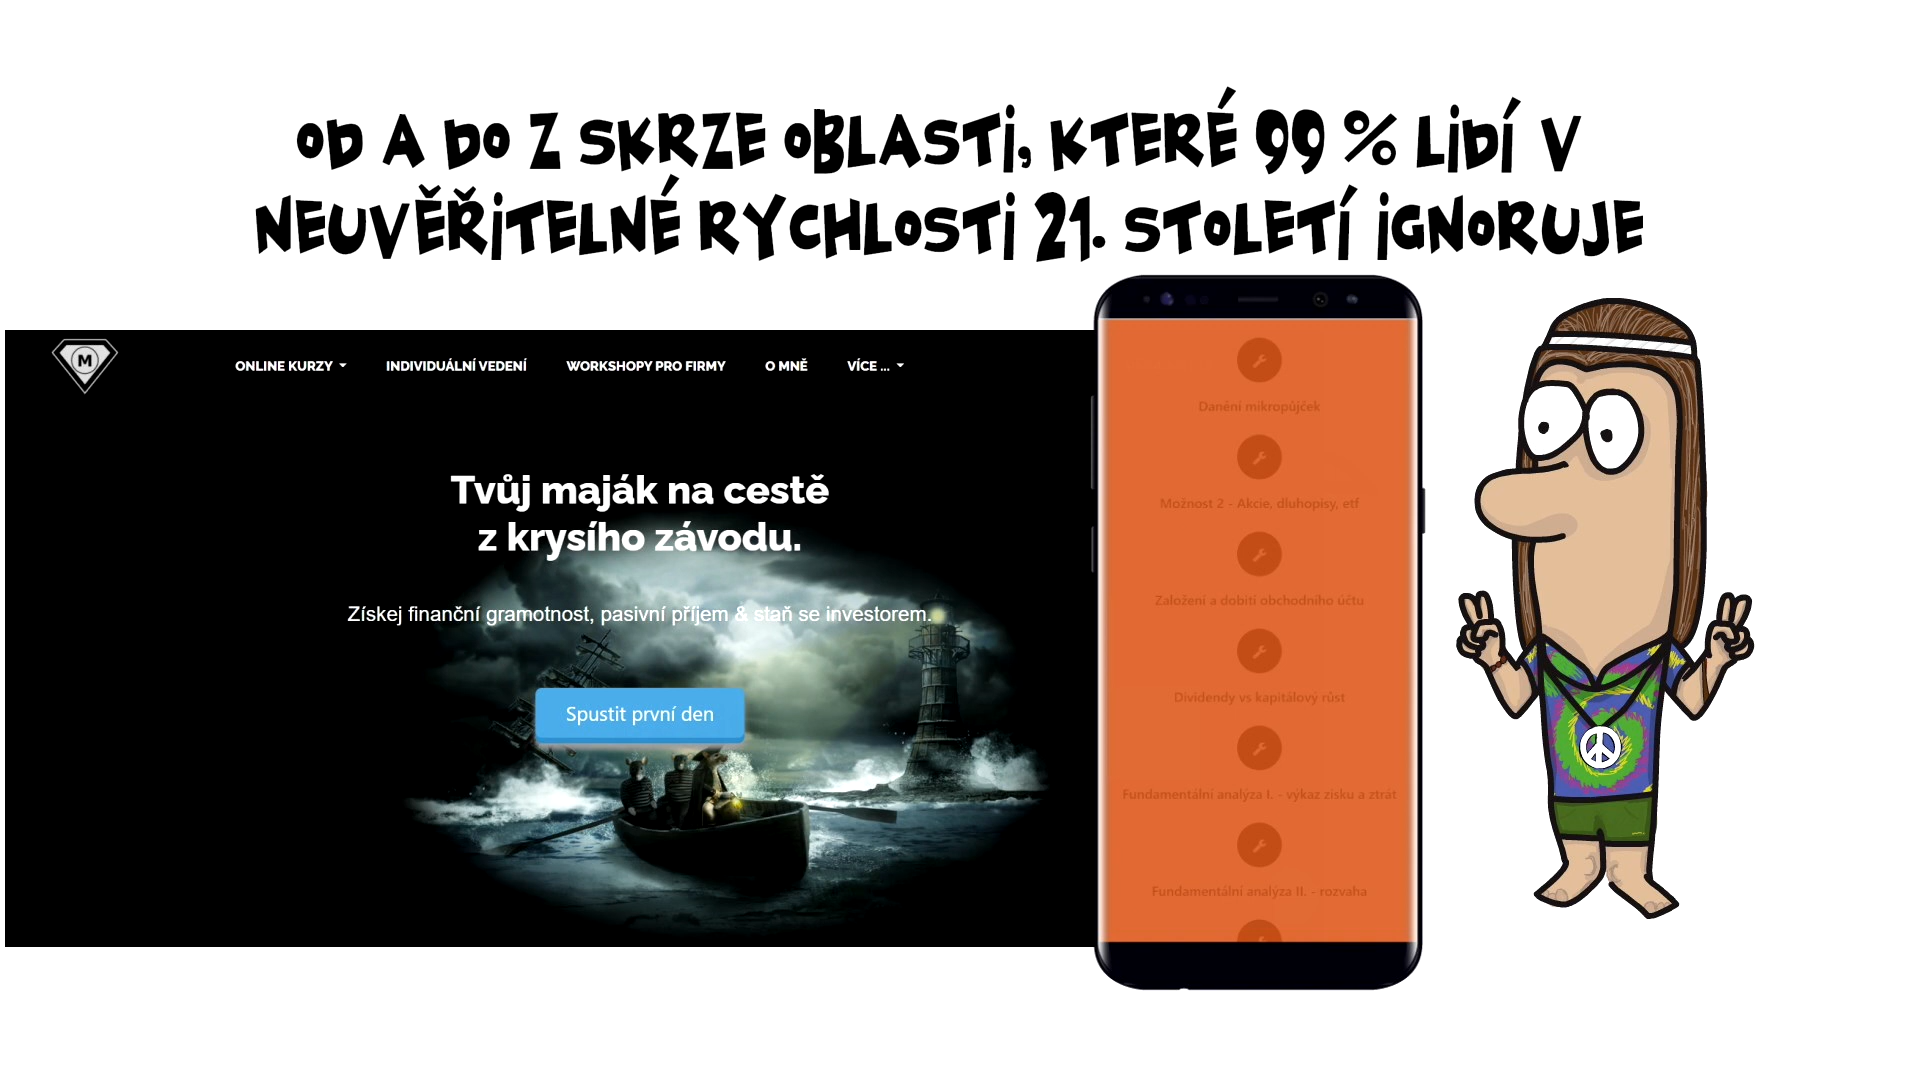 OD A DO Z SKRZE OBLASTI, KTERÉ 99 % LIDÍ V
NEUVĚŘITELNÉ RYCHLOSTI 21. STOLETÍ IGNORUJE
M
ONLINE KURZY INDIVIDUÁLNÍ VEDENÍ WORKSHOPY PRO FIRMY O MNĚ VÍCE ...
Tvůj maják na cestě
z krysího závodu.
Získej finanční gramotnost, pasivní příjem & staň se investorem.
Spustit první den
Danění mikropůjček
Možnost 2 - Akcie, dluhopisy, etf
Založení a dobití obchodního účtu
Dividendy vs kapitálový růst
Fundamentální analýza I. - výkaz zisku a ztrát
Fundamentální analýza II. - rozvaha